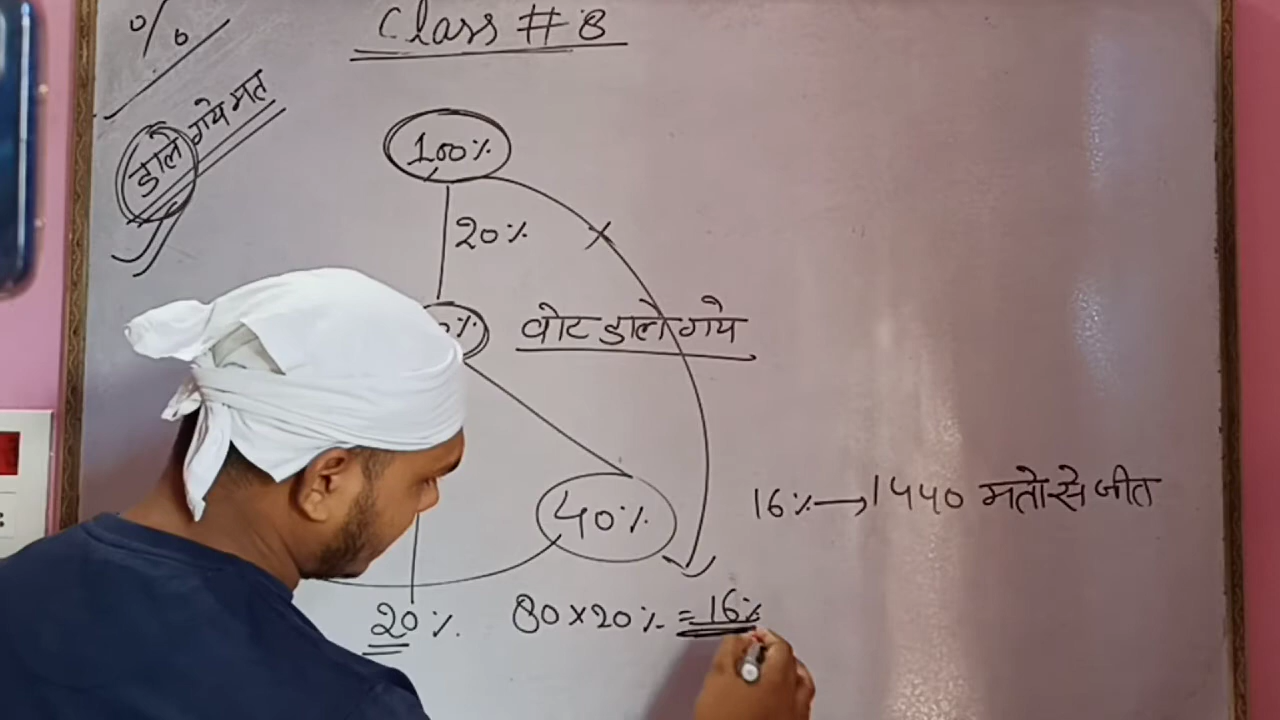 %
Class # 8
डाले गये मत
100%
20%
वोट डाले गये
40%
16% → 1440 मतो से जीत
20%
80 × 20% = 16%